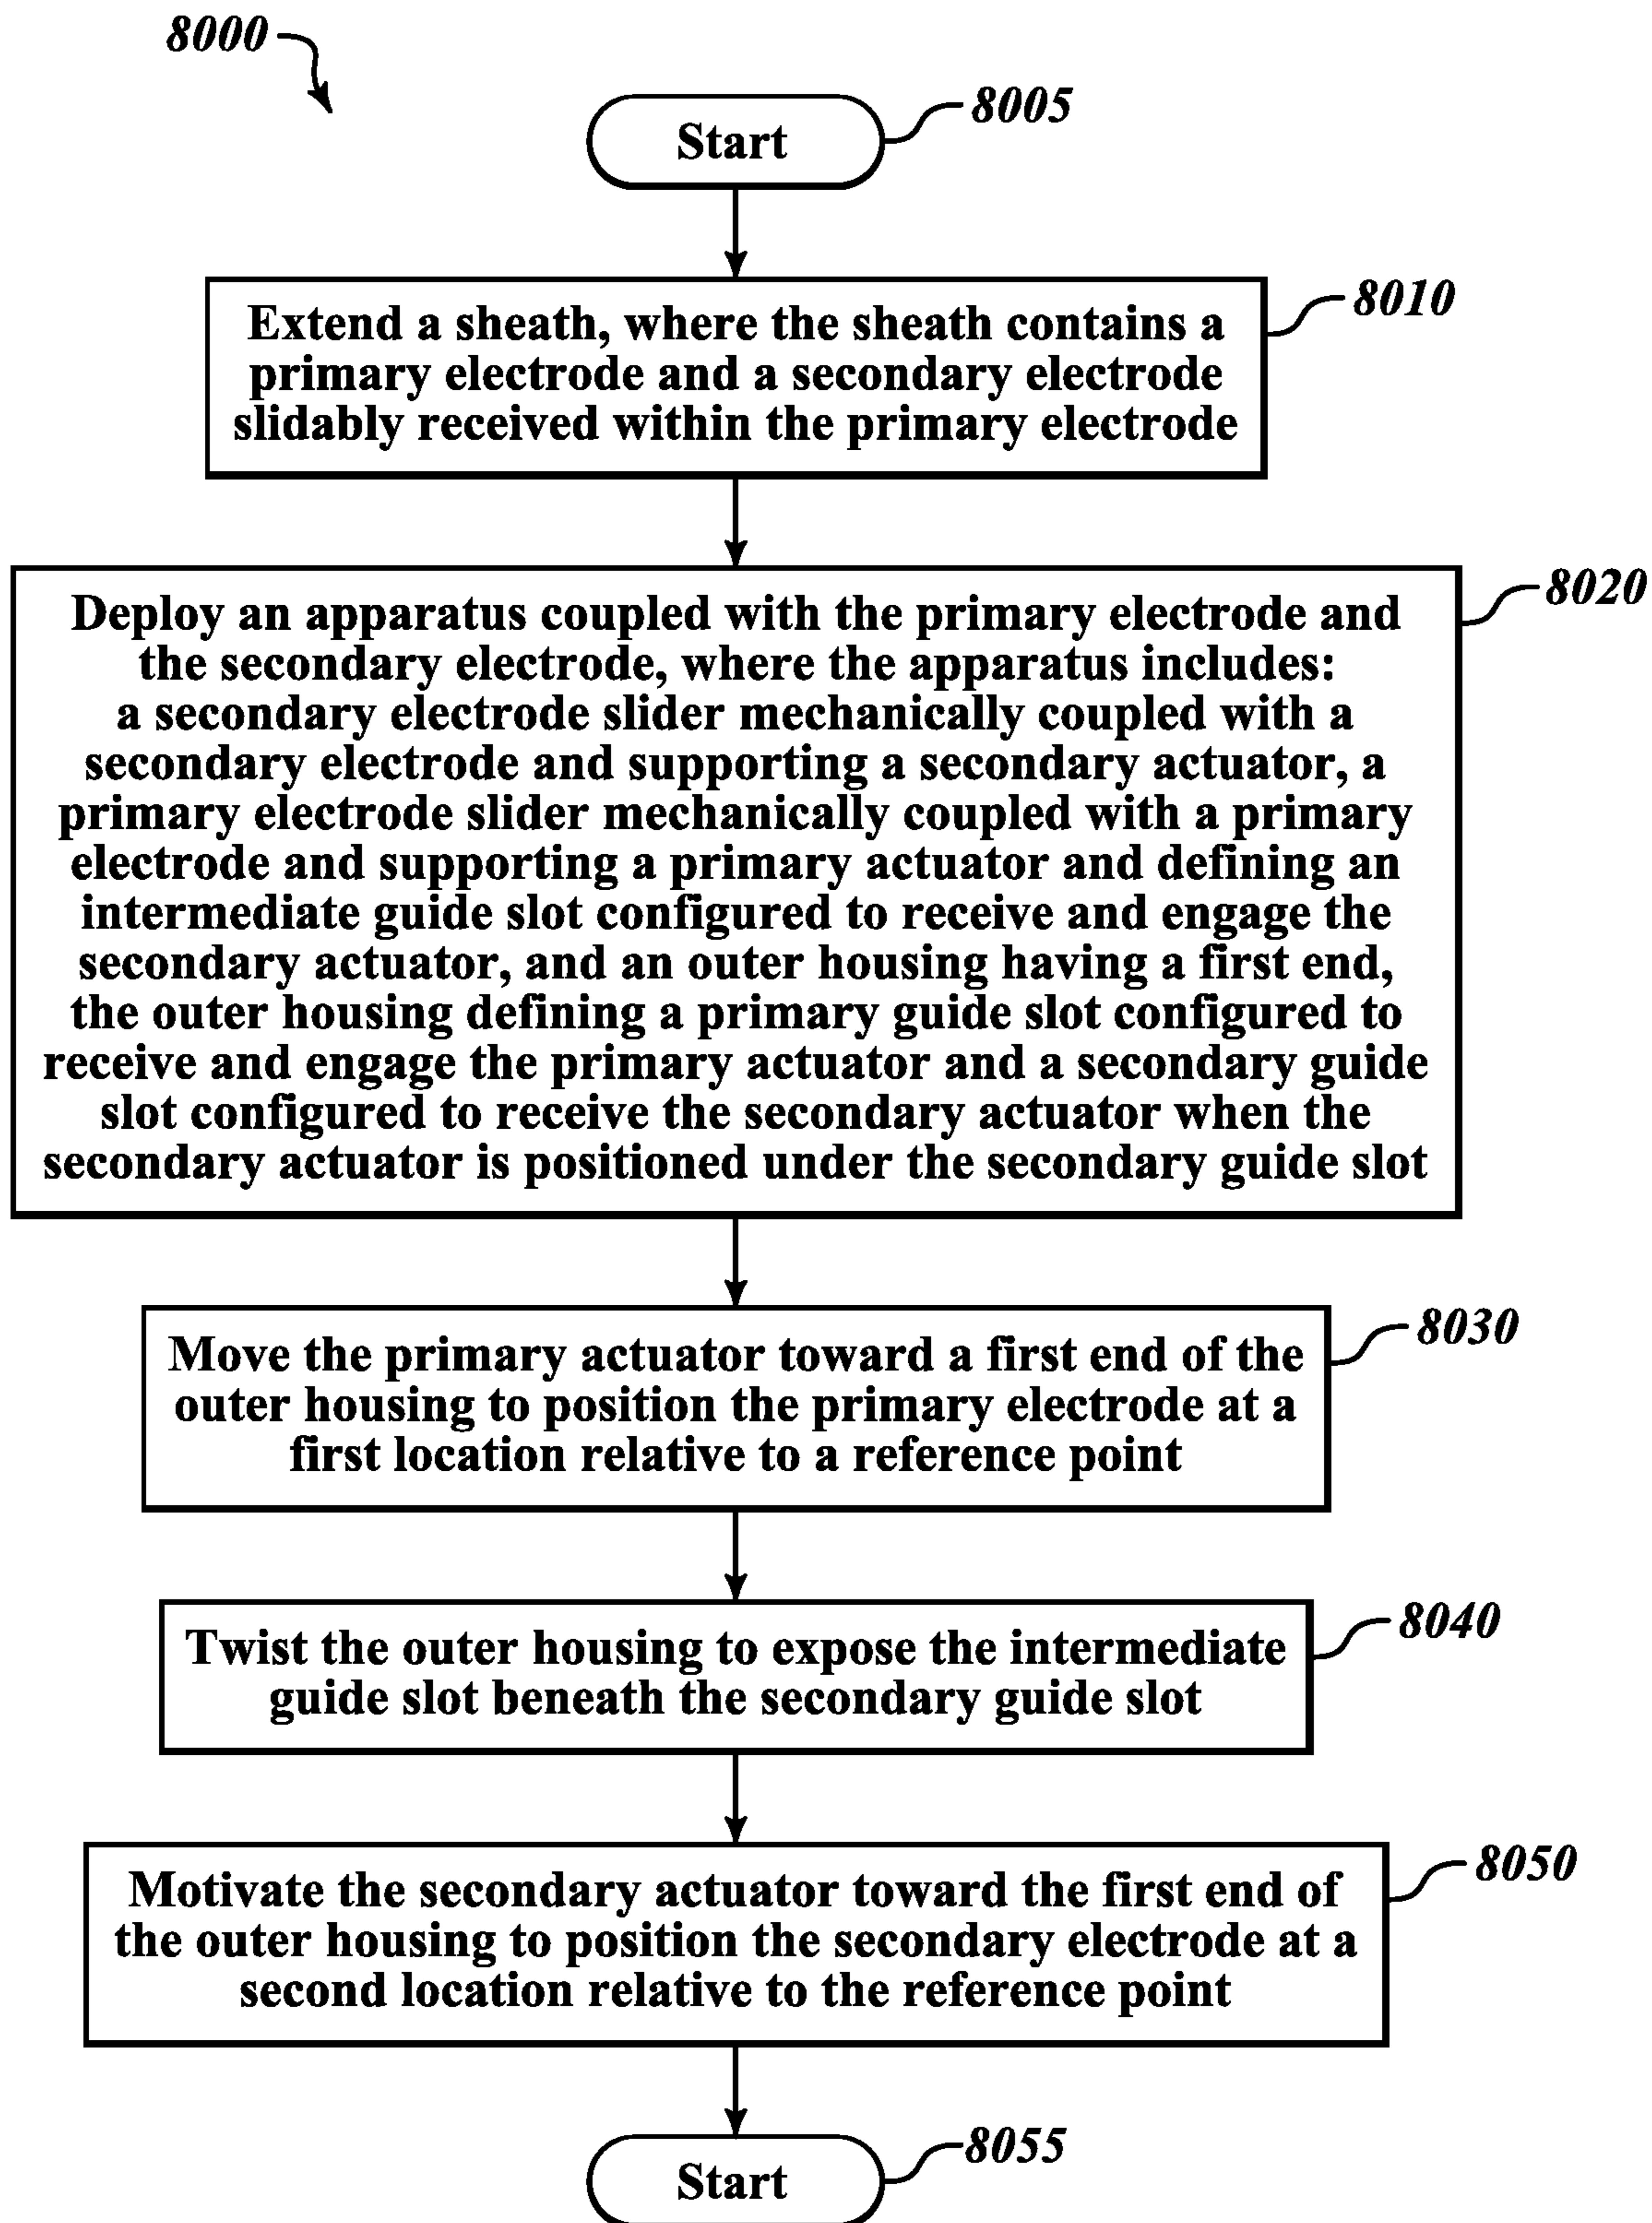 8000
Start
8005
Extend a sheath, where the sheath contains a
primary electrode and a secondary electrode
slidably received within the primary electrode
8010
Deploy an apparatus coupled with the primary electrode and
the secondary electrode, where the apparatus includes:
a secondary electrode slider mechanically coupled with a
secondary electrode and supporting a secondary actuator, a
primary electrode slider mechanically coupled with a primary
electrode and supporting a primary actuator and defining an
intermediate guide slot configured to receive and engage the
secondary actuator, and an outer housing having a first end,
the outer housing defining a primary guide slot configured to
receive and engage the primary actuator and a secondary guide
slot configured to receive the secondary actuator when the
secondary actuator is positioned under the secondary guide slot
8020
Move the primary actuator toward a first end of the
outer housing to position the primary electrode at a
first location relative to a reference point
8030
Twist the outer housing to expose the intermediate
guide slot beneath the secondary guide slot
8040
Motivate the secondary actuator toward the first end of
the outer housing to position the secondary electrode at a
second location relative to the reference point
8050
Start
8055